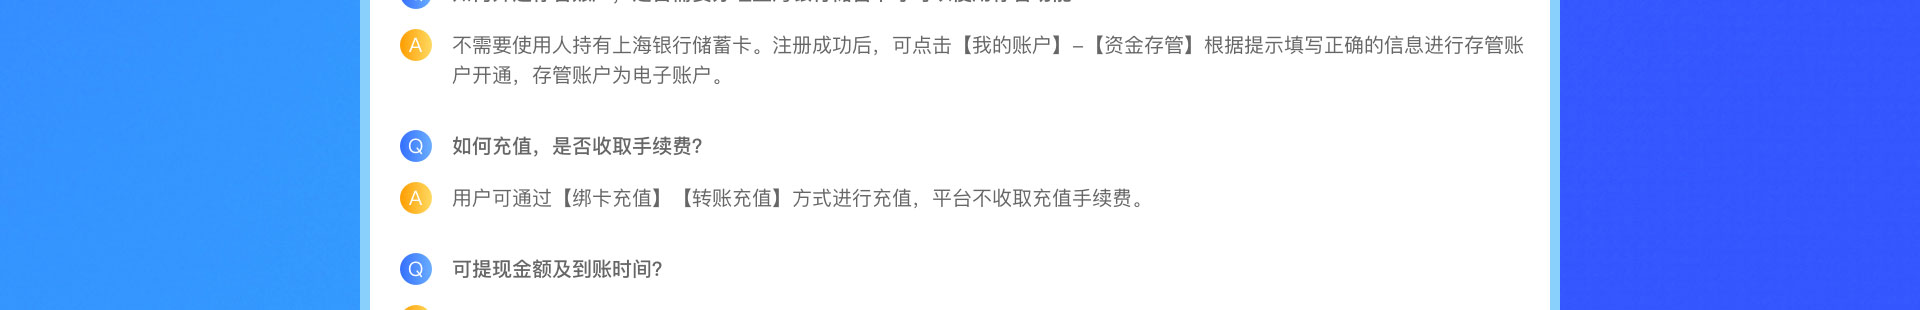 A 不需要使用人持有上海银行储蓄卡。注册成功后，可点击【我的账户】–【资金存管】根据提示填写正确的信息进行存管账
户开通，存管账户为电子账户。
Q 如何充值，是否收取手续费?
A 用户可通过【绑卡充值】【转账充值】方式进行充值，平台不收取充值手续费。
Q 可提现金额及到账时间?